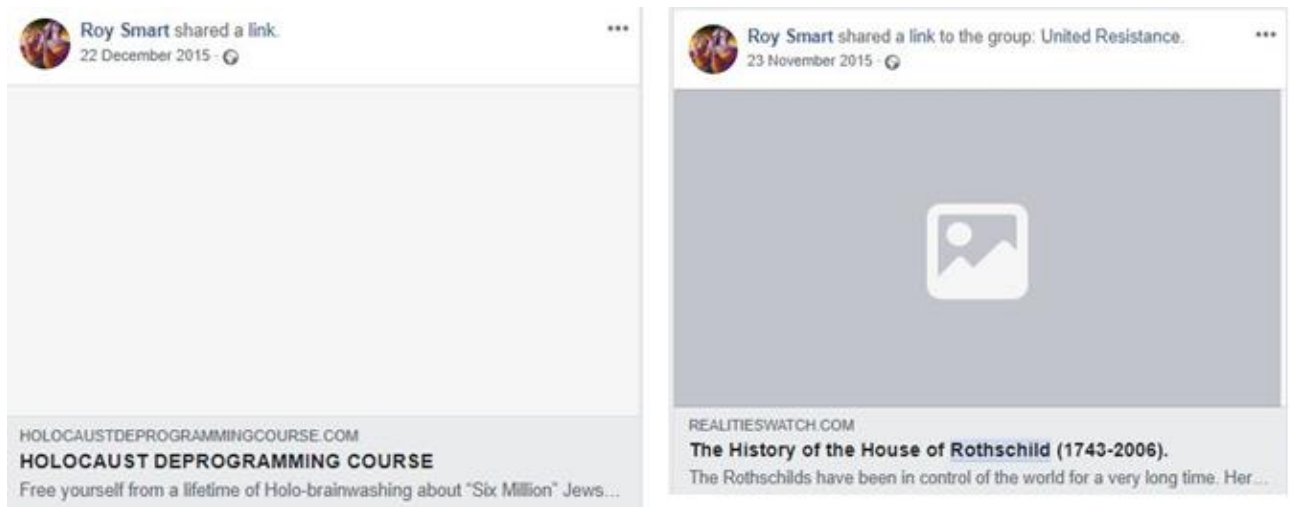 Roy Smart shared a link.
22 December 2015 ·
HOLOCAUSTDEPROGRAMMINGCOURSE.COM
HOLOCAUST DEPROGRAMMING COURSE
Free yourself from a lifetime of Holo-brainwashing about "Six Million" Jews...
Roy Smart shared a link to the group: United Resistance.
23 November 2015 ·
REALITIESWATCH.COM
The History of the House of Rothschild (1743-2006).
The Rothschilds have been in control of the world for a very long time. Her...